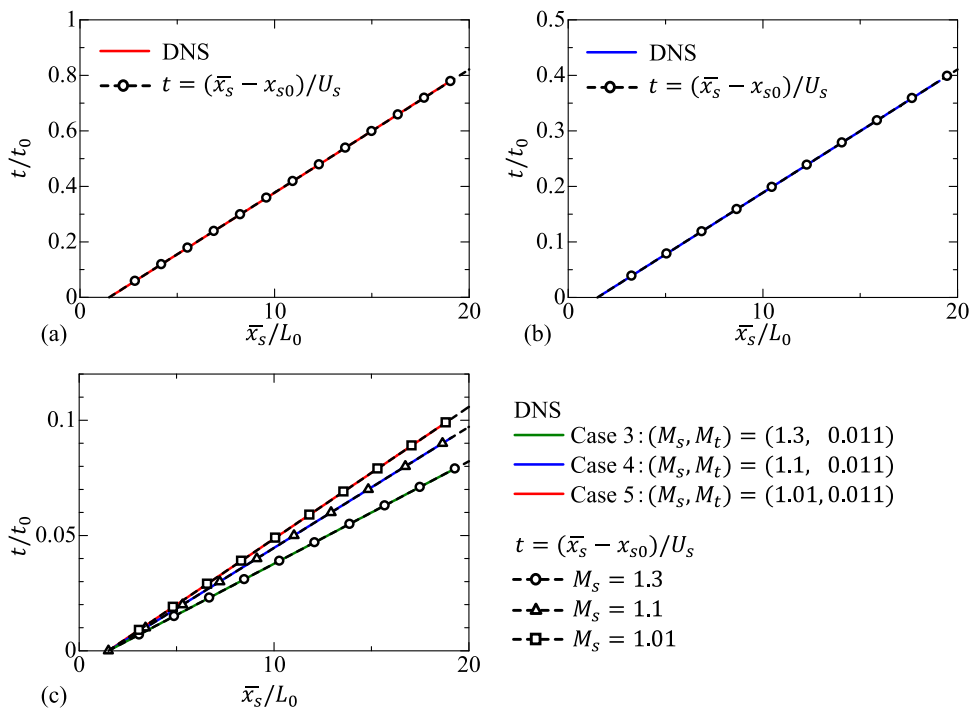 1
0.8
0.6
0.4
0.2
0
t/t₀
DNS
t = (x̅ₛ − xₛ₀)/Uₛ
0 10 20
(a) x̅ₛ/L₀
0.5
0.4
0.3
0.2
0.1
0
t/t₀
DNS
t = (x̅ₛ − xₛ₀)/Uₛ
0 10 20
(b) x̅ₛ/L₀
0.1
0.05
0
t/t₀
0 10 20
(c) x̅ₛ/L₀
DNS
Case 3 : (Mₛ, Mₜ) = (1.3, 0.011)
Case 4 : (Mₛ, Mₜ) = (1.1, 0.011)
Case 5 : (Mₛ, Mₜ) = (1.01, 0.011)
t = (x̅ₛ − xₛ₀)/Uₛ
Mₛ = 1.3
Mₛ = 1.1
Mₛ = 1.01